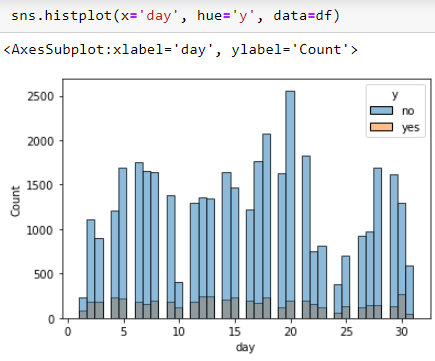 sns.histplot(x='day', hue='y', data=df)
<AxesSubplot:xlabel='day', ylabel='Count'>
y
no
yes
2500
2000
1500
1000
500
0
Count
0 5 10 15 20 25 30
day